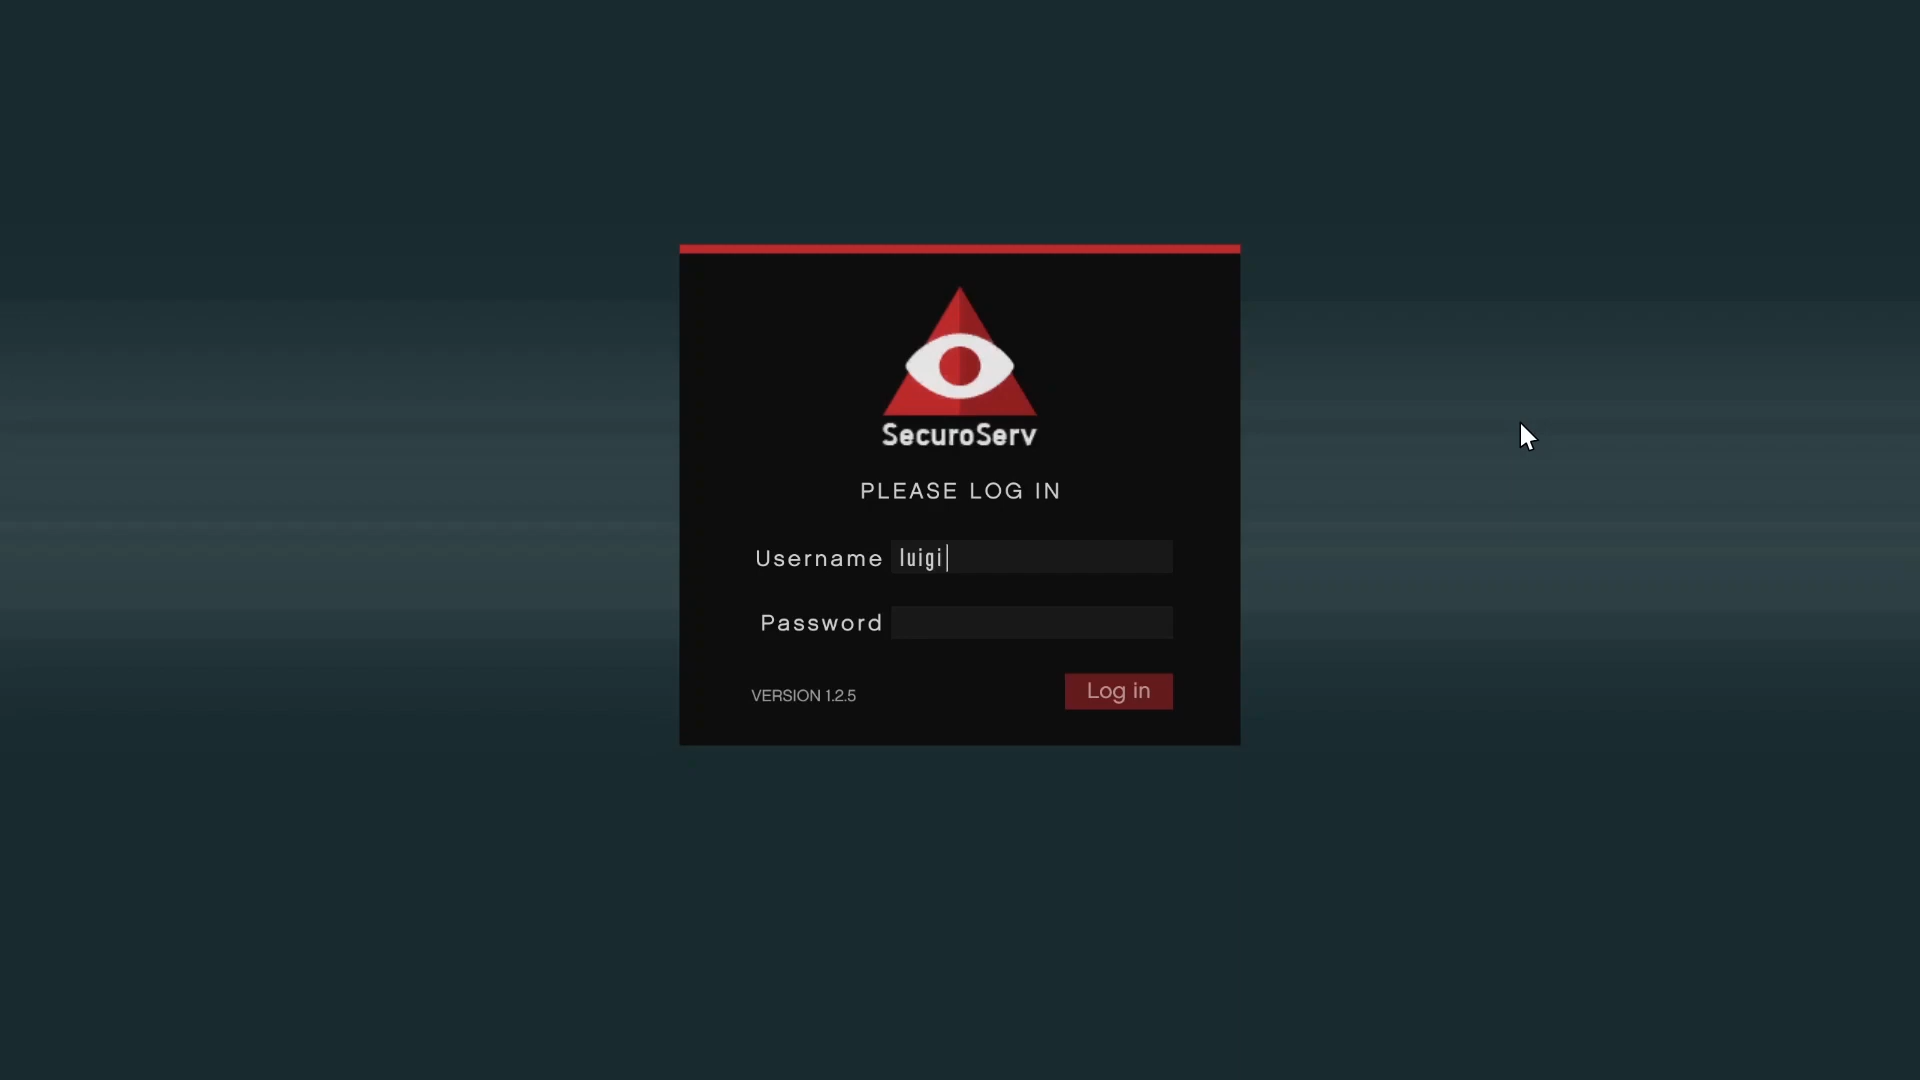 SecuroServ
PLEASE LOG IN
Username luigi
Password
VERSION 1.2.5 Log in